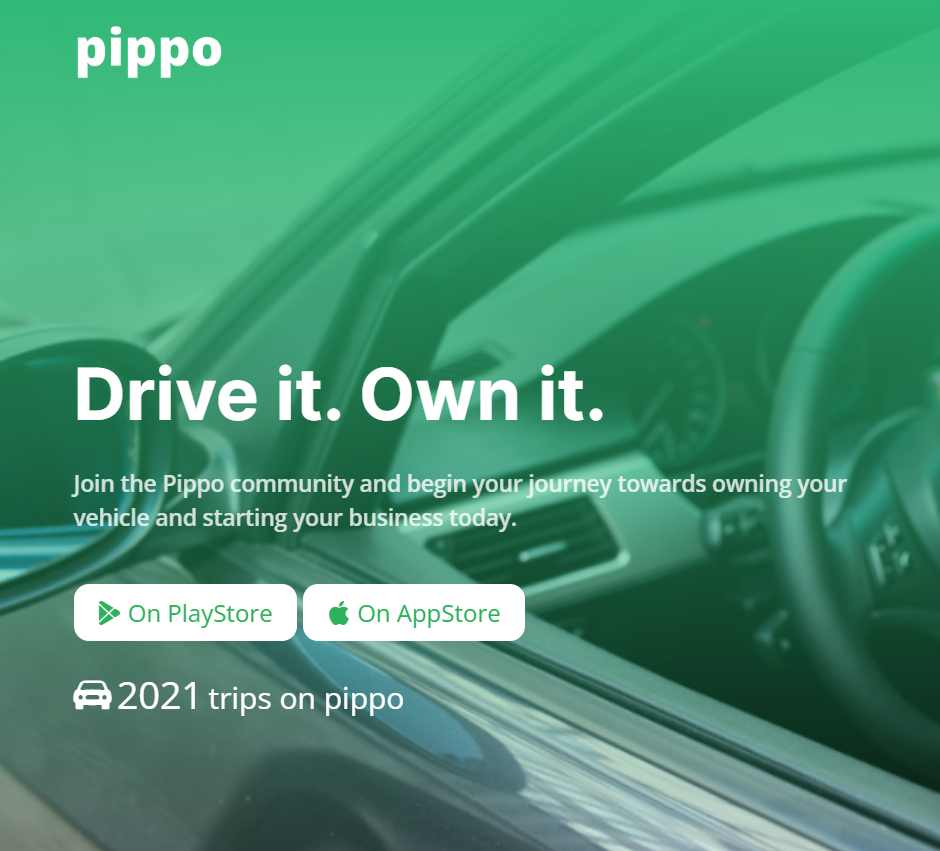 pippo
Drive it. Own it.
Join the Pippo community and begin your journey towards owning your
vehicle and starting your business today.
On PlayStore
On AppStore
2021 trips on pippo